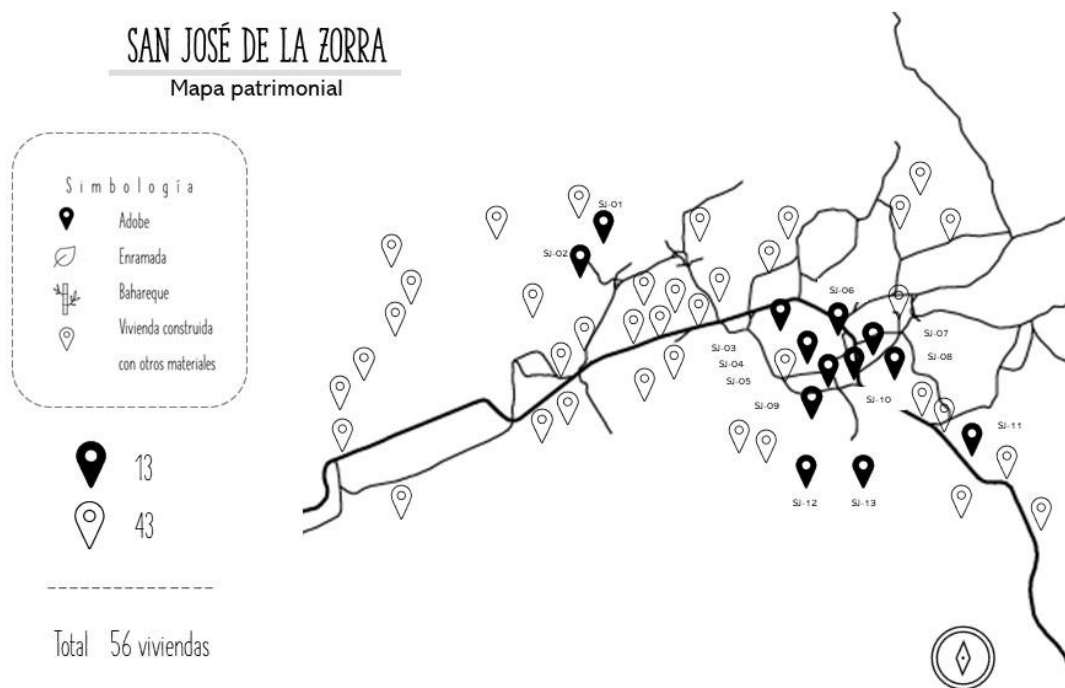 SAN JOSÉ DE LA ZORRA
Mapa patrimonial
Simbología
Adobe
Enramada
Bahareque
Vivienda construida
con otros materiales
13
43
Total 56 viviendas
SJ-01
SJ-02
SJ-06
SJ-03
SJ-07
SJ-04
SJ-08
SJ-05
SJ-09
SJ-10
SJ-11
SJ-12
SJ-13